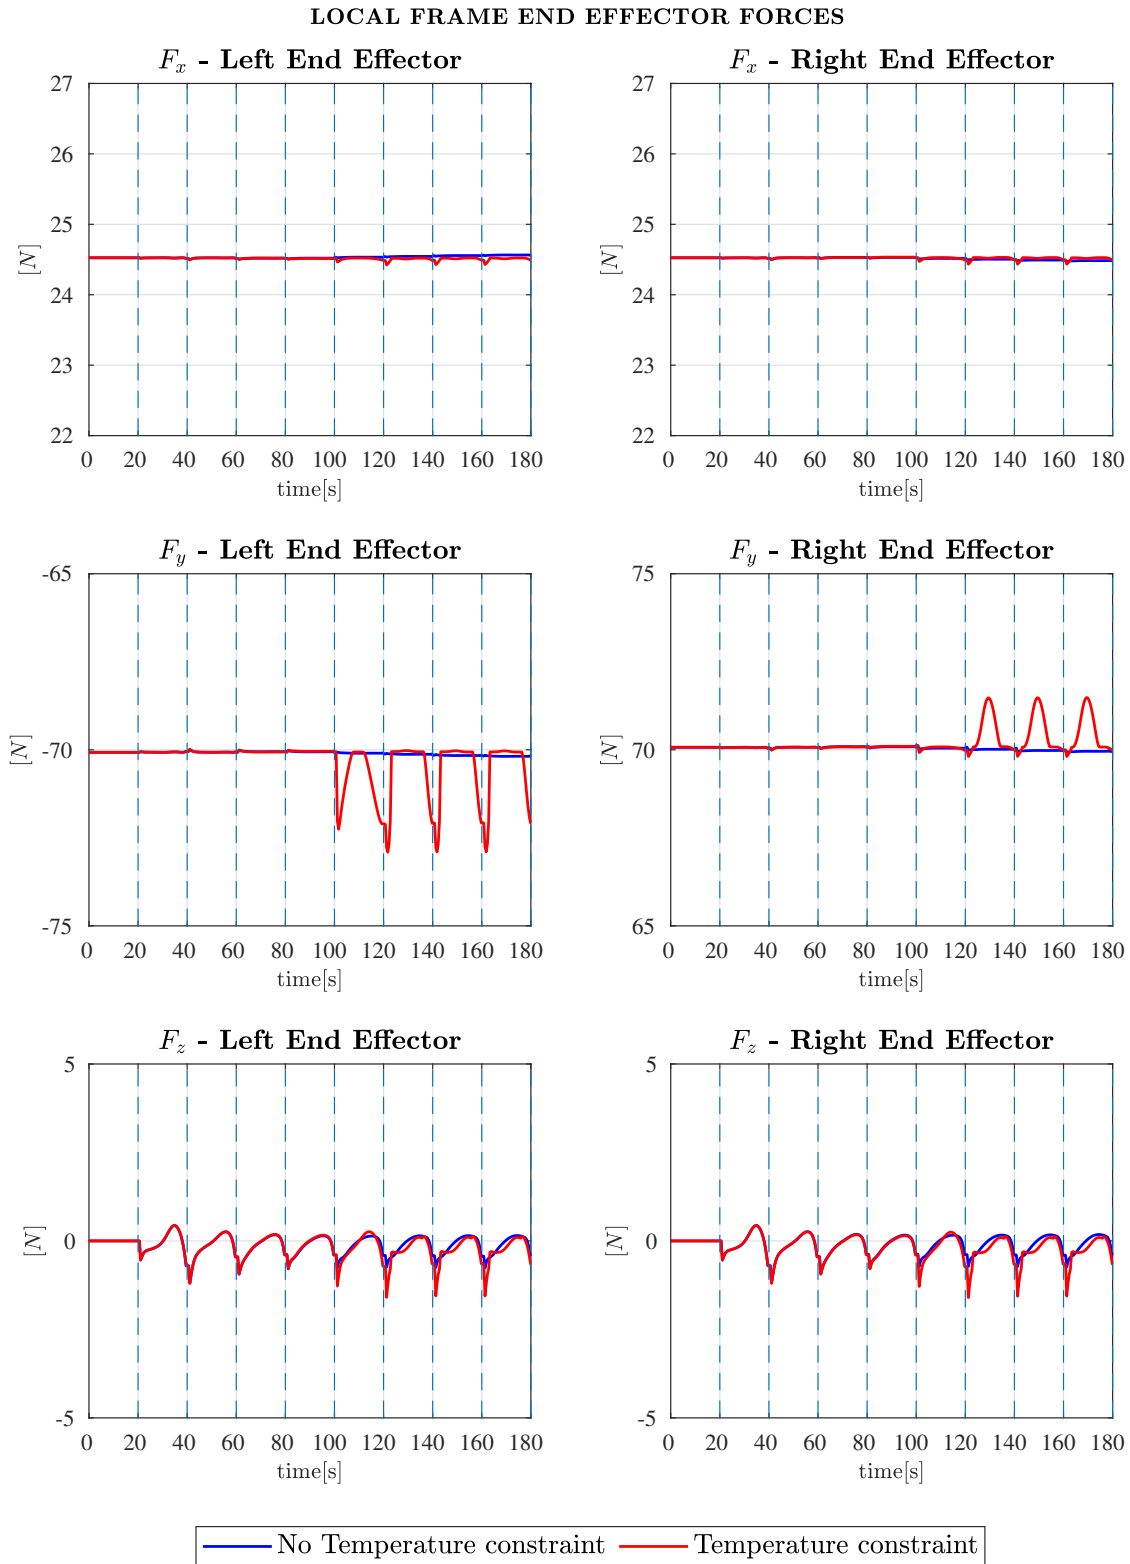 LOCAL FRAME END EFFECTOR FORCES
F_x - Left End Effector
27
26
25
24
23
22
[N]
0 20 40 60 80 100 120 140 160 180
time[s]
F_x - Right End Effector
27
26
25
24
23
22
[N]
0 20 40 60 80 100 120 140 160 180
time[s]
F_y - Left End Effector
-65
-70
-75
[N]
0 20 40 60 80 100 120 140 160 180
time[s]
F_y - Right End Effector
75
70
65
[N]
0 20 40 60 80 100 120 140 160 180
time[s]
F_z - Left End Effector
5
0
-5
[N]
0 20 40 60 80 100 120 140 160 180
time[s]
F_z - Right End Effector
5
0
-5
[N]
0 20 40 60 80 100 120 140 160 180
time[s]
No Temperature constraint Temperature constraint